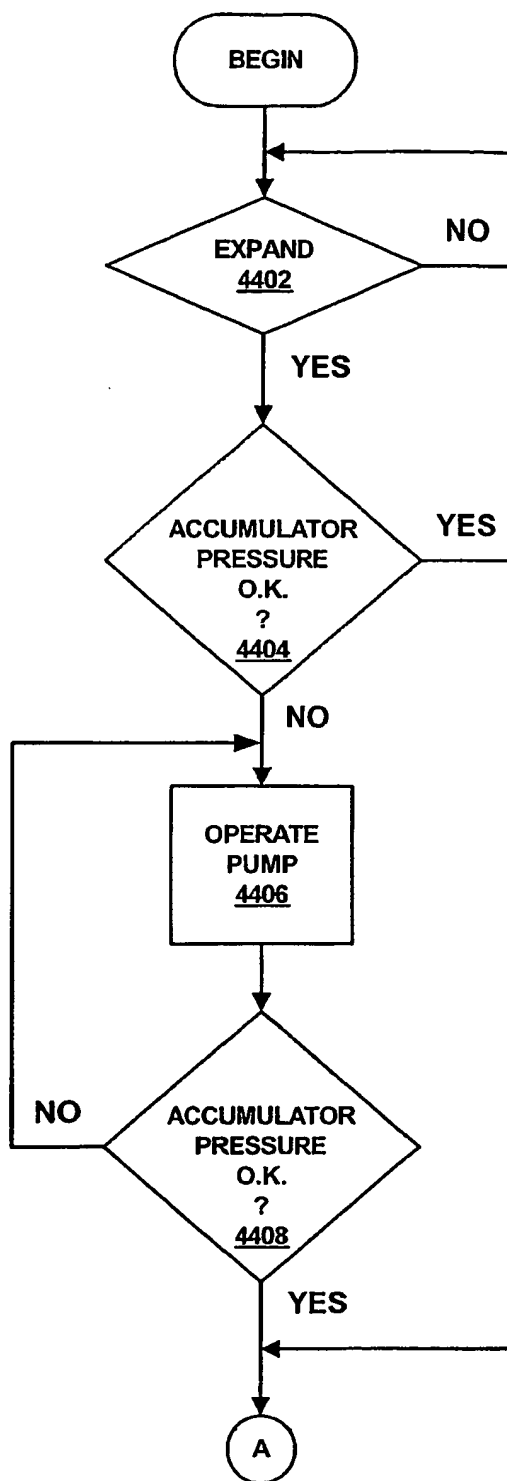 BEGIN
EXPAND
4402
NO
YES
ACCUMULATOR
PRESSURE
O.K.
?
4404
YES
NO
OPERATE
PUMP
4406
ACCUMULATOR
PRESSURE
O.K.
?
4408
NO
YES
A